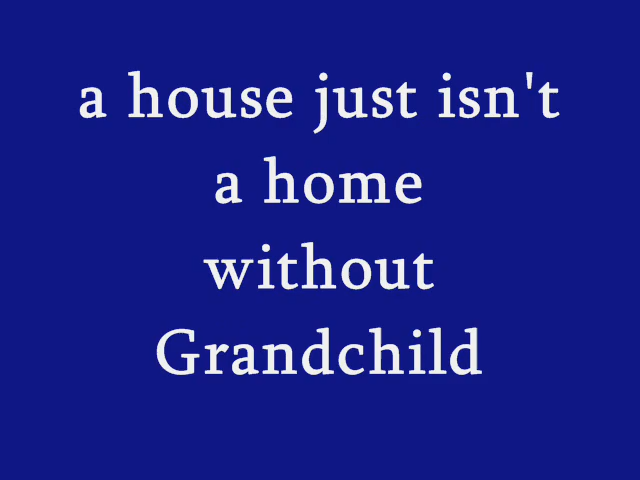 a house just isn't
a home
without
Grandchild